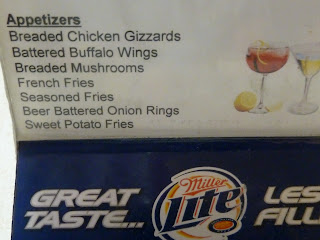 Appetizers
Breaded Chicken Gizzards
Battered Buffalo Wings
Breaded Mushrooms
French Fries
Seasoned Fries
Beer Battered Onion Rings
Sweet Potato Fries
GREAT
TASTE...
Miller
Lite
LES
FILL